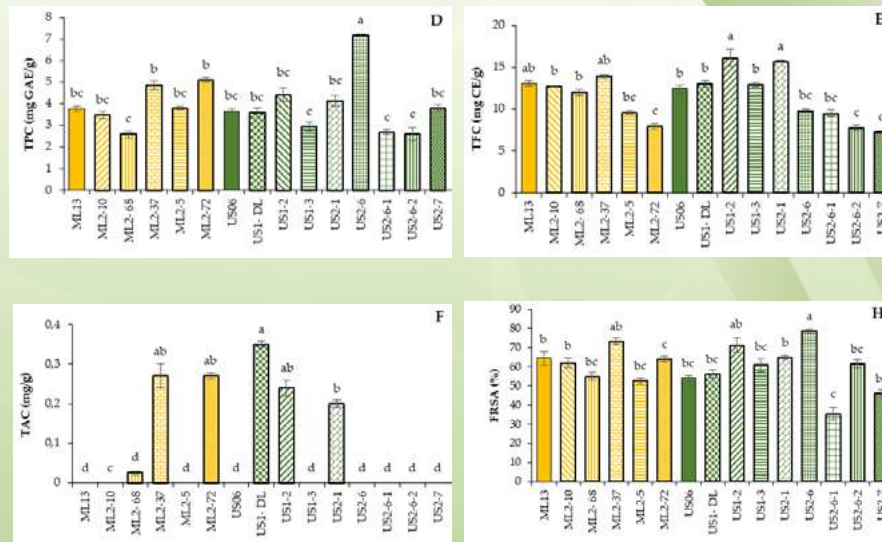 D
TPC (mg GAE/g)
8
7
6
5
4
3
2
1
0
bc
bc
c
b
bc
b
bc
bc
bc
c
bc
a
c
c
bc
ML13
ML2-10
ML2- 68
ML2-37
ML2-5
ML2-72
US06
US1- DL
US1-2
US1-3
US2-1
US2-6
US2-6-1
US2-6-2
US2-7
TFC (mg CE/g)
20
15
10
5
0
ab
b
b
ab
bc
c
b
b
a
b
a
bc
bc
c
ML13
ML2-10
ML2- 68
ML2-37
ML2-5
ML2-72
US06
US1- DL
US1-2
US1-3
US2-1
US2-6
US2-6-1
US2-6-2
F
TAC (mg/g)
0,4
0,3
0,2
0,1
0
d
c
d
ab
d
ab
d
a
ab
d
b
d
d
d
d
ML13
ML2-10
ML2- 68
ML2-37
ML2-5
ML2-72
US06
US1- DL
US1-2
US1-3
US2-1
US2-6
US2-6-1
US2-6-2
US2-7
H
FRSA (%)
90
80
70
60
50
40
30
20
10
0
b
b
bc
ab
bc
c
bc
bc
ab
bc
b
a
c
bc
ML13
ML2-10
ML2- 68
ML2-37
ML2-5
ML2-72
US06
US1- DL
US1-2
US1-3
US2-1
US2-6
US2-6-1
US2-6-2